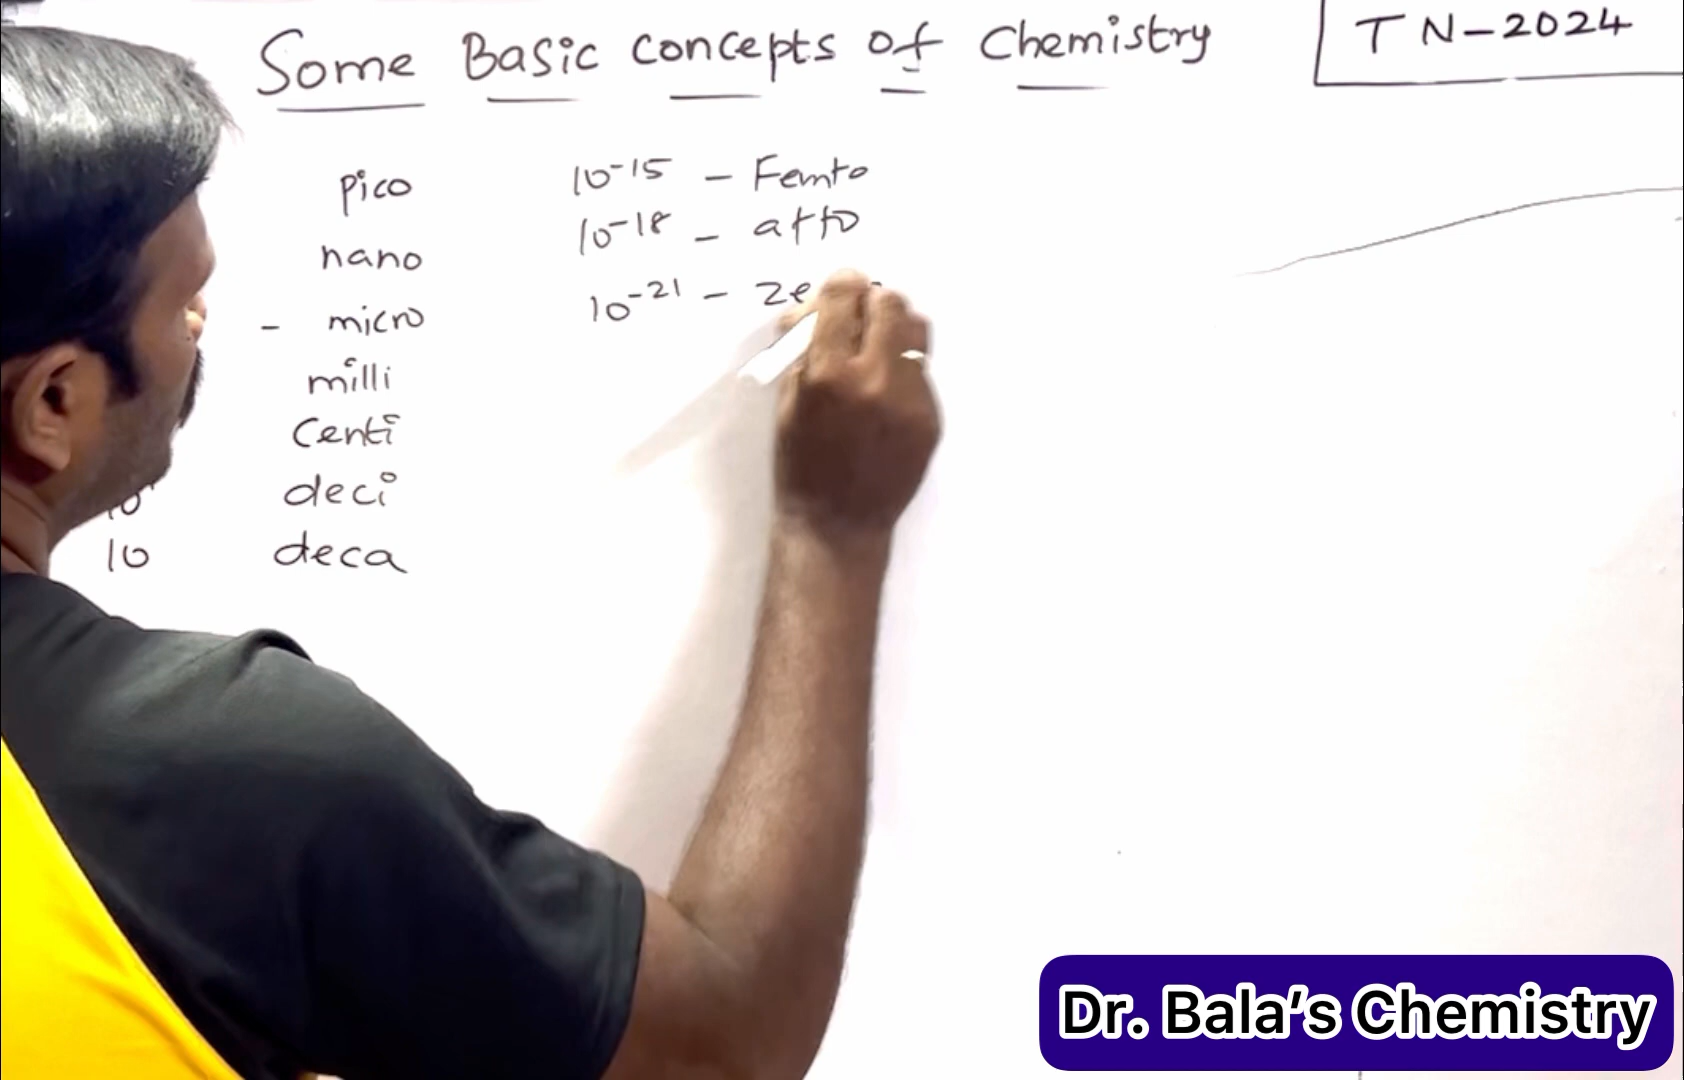 Some Basic concepts of Chemistry
TN-2024
pico
nano
- micro
milli
Centi
deci
10 deca
10-15 - Femto
10-18 - atto
10-21 -
Dr. Bala's Chemistry